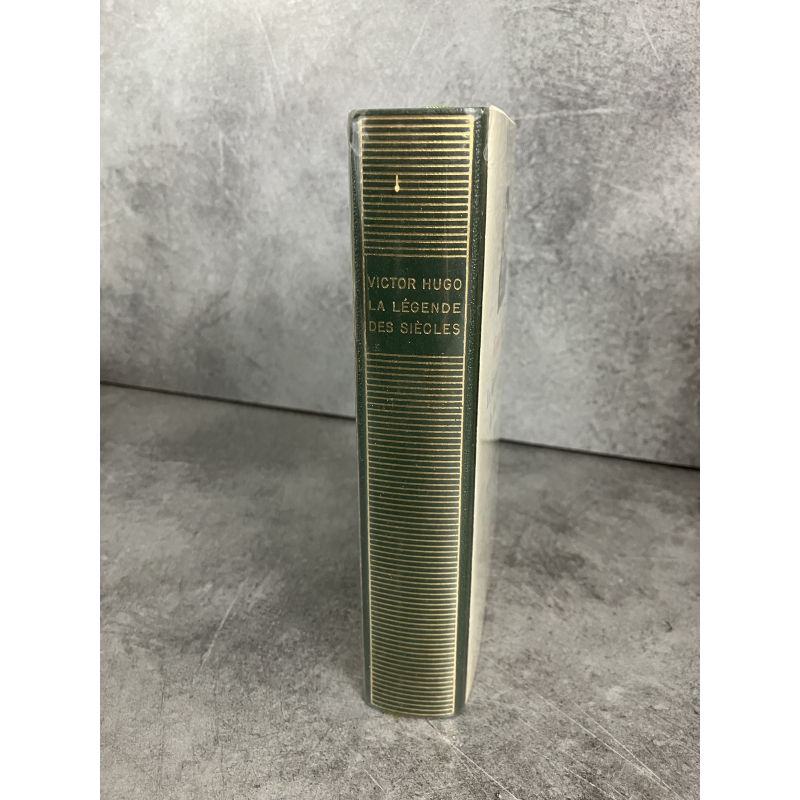 VICTOR HUGO
LA LÉGENDE
DES SIÈCLES